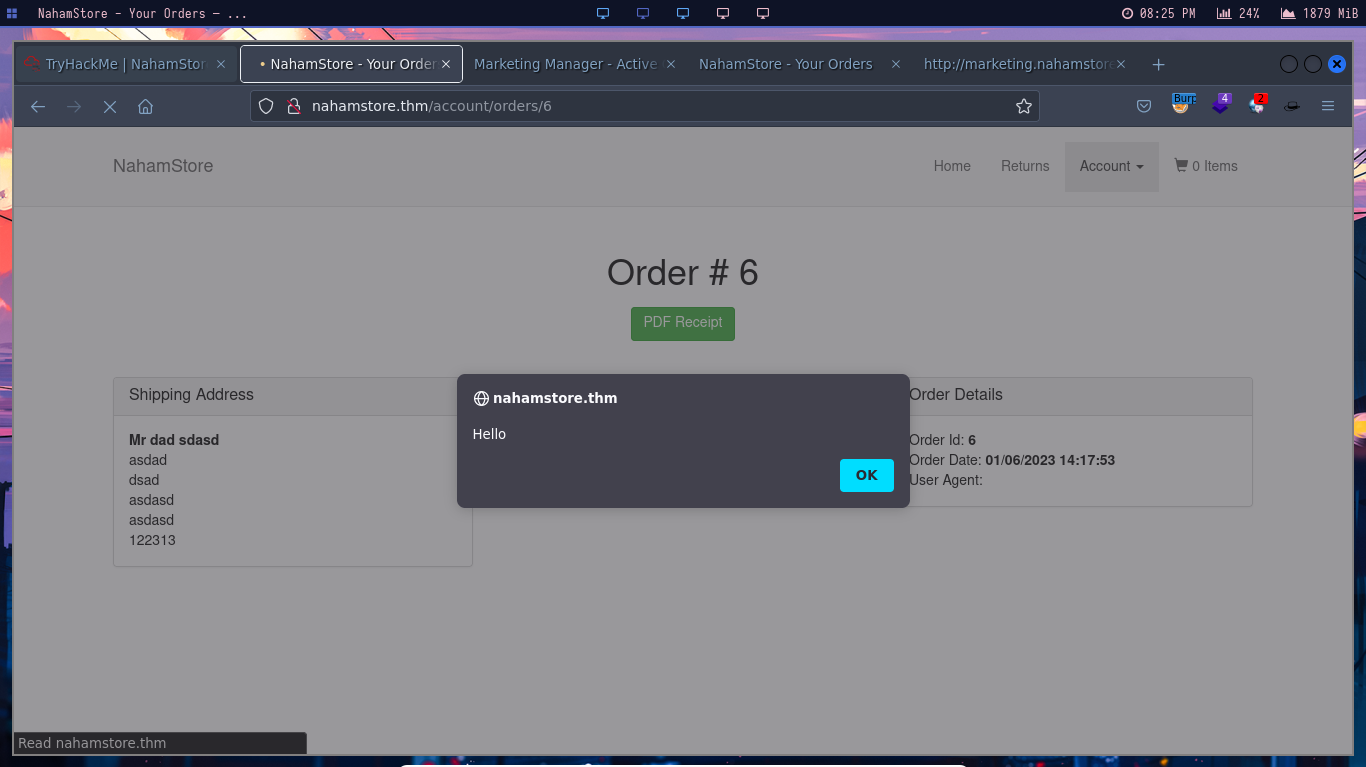 NahamStore – Your Orders — ...
08:25 PM
24%
1879 MiB
TryHackMe | NahamStor
NahamStore - Your Order
Marketing Manager - Active
NahamStore - Your Orders
http://marketing.nahamstore
nahamstore.thm/account/orders/6
Burp
4
2
NahamStore
Home
Returns
Account
0 Items
Order # 6
PDF Receipt
Shipping Address
Mr dad sdasd
asdad
dsad
asdasd
asdasd
122313
nahamstore.thm
Hello
OK
Order Details
Order Id: 6
Order Date: 01/06/2023 14:17:53
User Agent:
Read nahamstore.thm